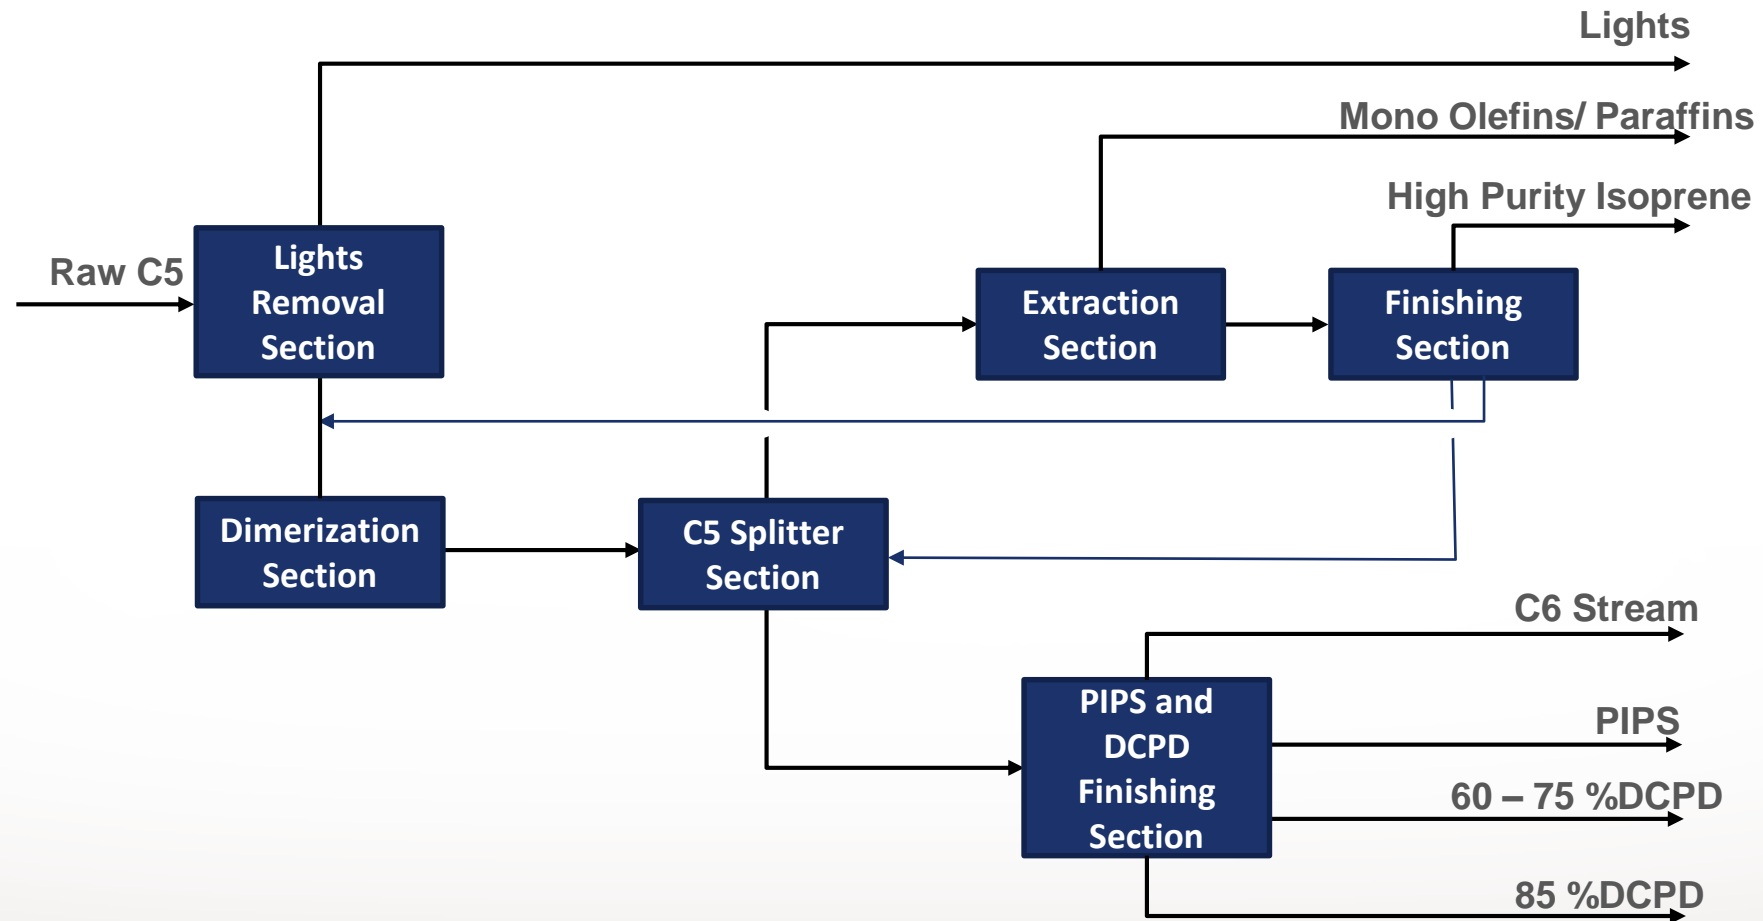 Lights
Mono Olefins/ Paraffins
High Purity Isoprene
Raw C5
Lights
Removal
Section
Extraction
Section
Finishing
Section
Dimerization
Section
C5 Splitter
Section
C6 Stream
PIPS and
DCPD
Finishing
Section
PIPS
60 – 75 %DCPD
85 %DCPD